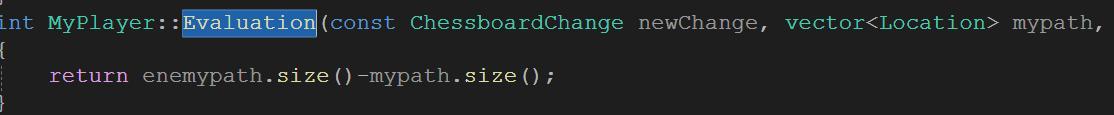 int MyPlayer::Evaluation(const ChessboardChange newChange, vector<Location> mypath,
{
return enemypath.size()-mypath.size();
}